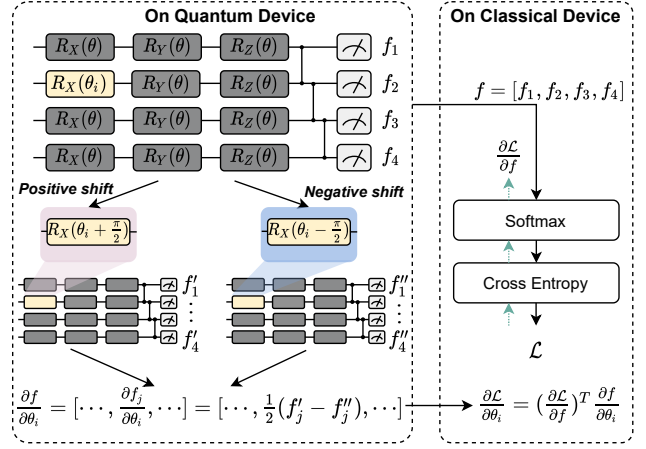 On Quantum Device
R_X(θ) R_Y(θ) R_Z(θ) f_1
R_X(θ_i) R_Y(θ) R_Z(θ) f_2
R_X(θ) R_Y(θ) R_Z(θ) f_3
R_X(θ) R_Y(θ) R_Z(θ) f_4
Positive shift
Negative shift
R_X(θ_i + π/2)
R_X(θ_i − π/2)
f′_1
⋮
f′_4
f″_1
⋮
f″_4
∂f/∂θ_i = [⋯, ∂f_j/∂θ_i, ⋯] = [⋯, 1/2(f′_j − f″_j), ⋯]
On Classical Device
f = [f_1, f_2, f_3, f_4]
∂ℒ/∂f
Softmax
Cross Entropy
ℒ
∂ℒ/∂θ_i = (∂ℒ/∂f)^T ∂f/∂θ_i